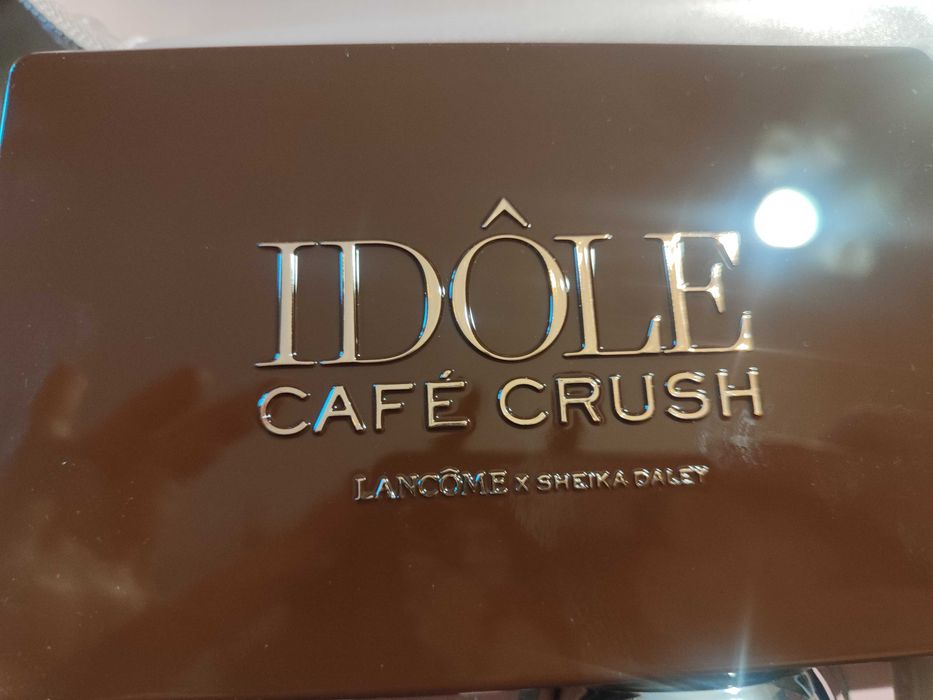 IDÔLE
CAFÉ CRUSH
LANCÔME X SHEIKA DALEY